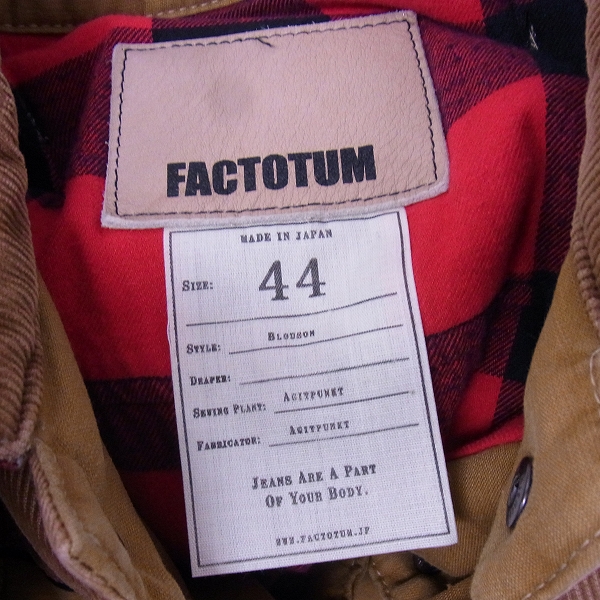 FACTOTUM
MADE IN JAPAN
SIZE: 44
STYLE: BLOUSON
DRAPER:
SEWING PLANT: AGITPUNKT
FABRICATOR: AGITPUNKT
JEANS ARE A PART
OF YOUR BODY.
WWW.FACTOTUM.JP